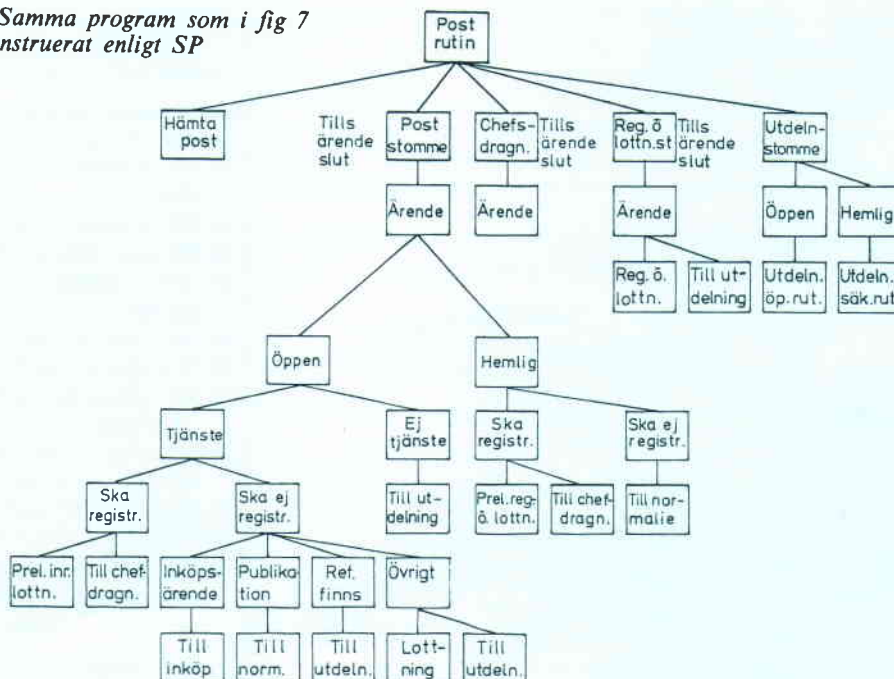 Samma program som i fig 7
nstruerat enligt SP
Post
rutin
Hämta
post
Tills
ärende
slut
Post
stomme
Chefs-
dragn.
Tills
ärende
slut
Reg. ö
lottn.st
Tills
ärende
slut
Utdeln-
stomme
Ärende
Ärende
Ärende
Öppen
Hemlig
Reg. ö.
lottn.
Till ut-
delning
Utdeln.
öp.rut.
Utdeln.
säk.rut
Öppen
Hemlig
Tjänste
Ej
tjänste
Ska
registr.
Ska ej
registr.
Ska
registr.
Ska ej
registr.
Till ut-
delning
Prel.reg-
ö. lottn.
Till chef-
dragn.
Till nor-
malie
Prel. inr.
lottn.
Till chef-
dragn.
Inköps-
ärende
Publika-
tion
Ref.
finns
Övrigt
Till
inköp
Till
norm.
Till
utdeln.
Lott-
ning
Till
utdeln.